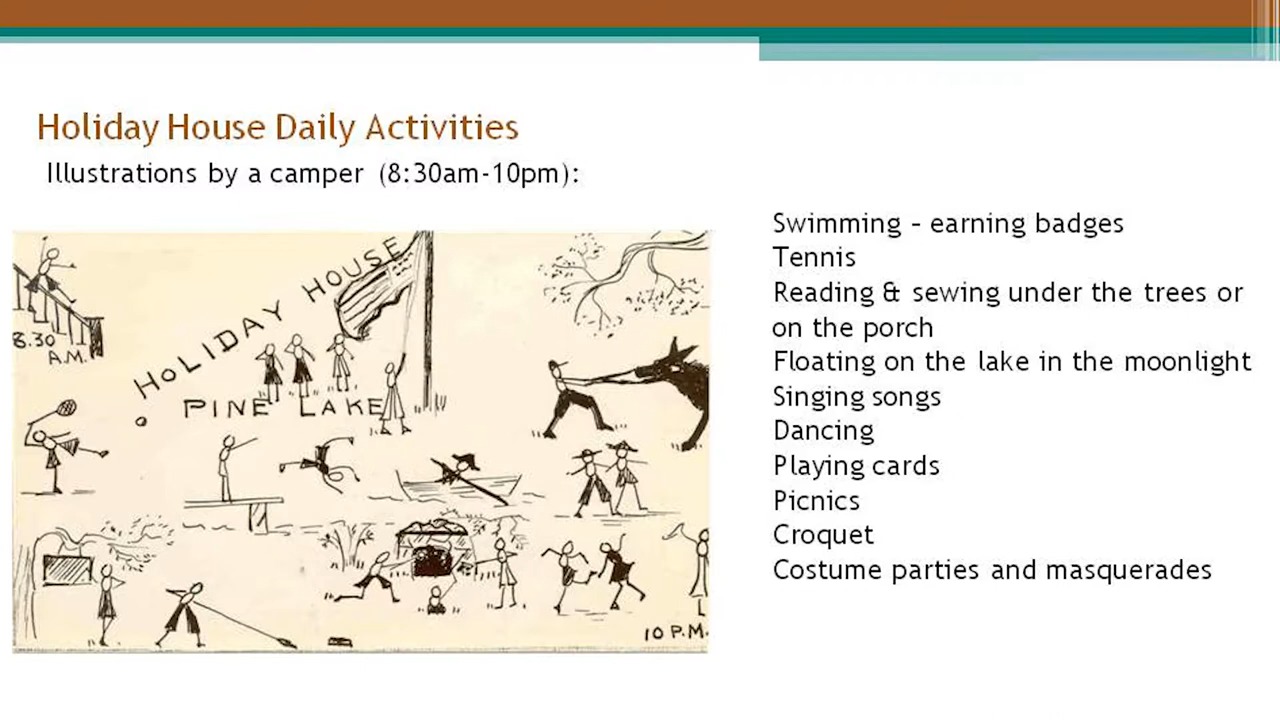 Holiday House Daily Activities
Illustrations by a camper (8:30am-10pm):
Swimming – earning badges
Tennis
Reading & sewing under the trees or
on the porch
Floating on the lake in the moonlight
Singing songs
Dancing
Playing cards
Picnics
Croquet
Costume parties and masquerades
HOLIDAY HOUSE
8.30
A.M.
PINE LAKE
10 P.M.